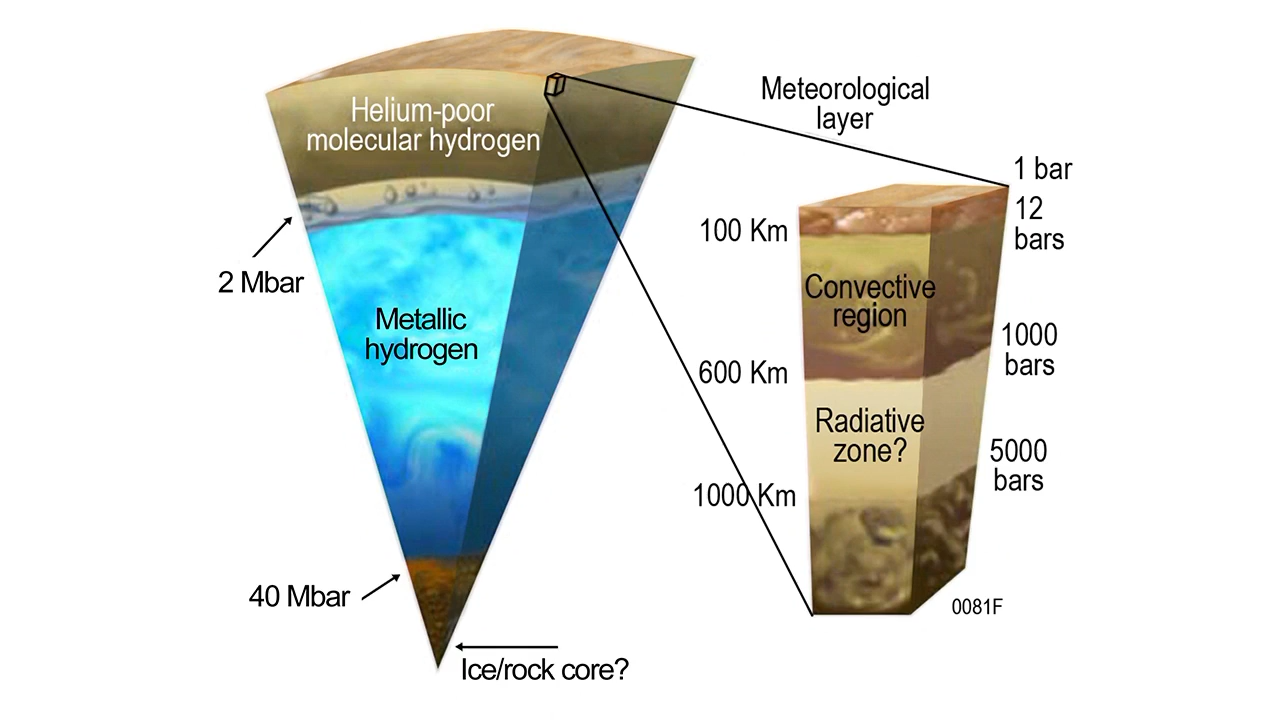 Helium-poor
molecular hydrogen
2 Mbar
Metallic
hydrogen
40 Mbar
Ice/rock core?
Meteorological
layer
1 bar
12
bars
100 Km
Convective
region
1000
bars
600 Km
Radiative
zone?
5000
bars
1000 Km
0081F